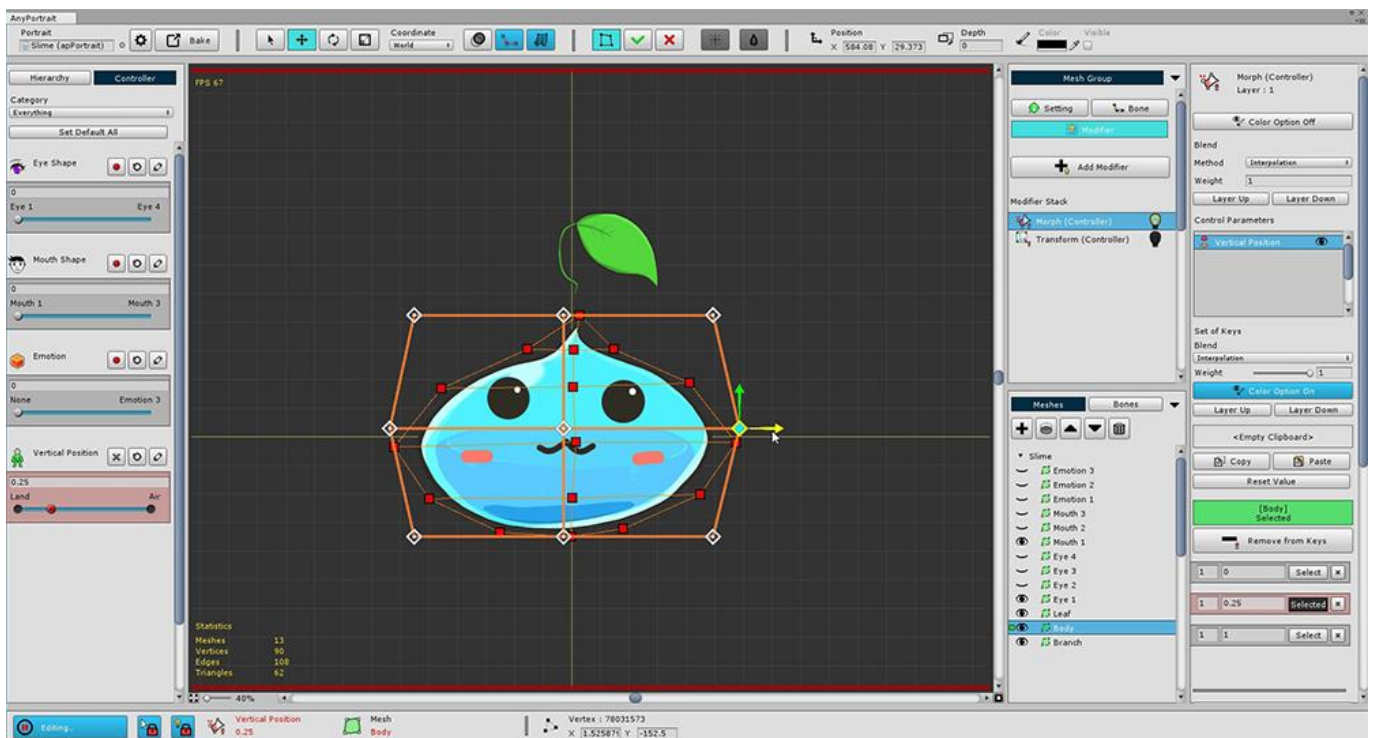 AnyPortrait
Portrait
Slime (apPortrait)
Bake
Coordinate
World
Position
X 584.08 Y 29.373
Depth
0
Color
Visible
Hierarchy
Controller
Category
Everything
Set Default All
Eye Shape
0
Eye 1
Eye 4
Mouth Shape
0
Mouth 1
Mouth 3
Emotion
0
None
Emotion 3
Vertical Position
0.25
Land
Air
FPS 67
Statistics
Meshes 13
Vertices 90
Edges 108
Triangles 62
40%
Mesh Group
Setting
Bone
Modifier
Add Modifier
Modifier Stack
Morph (Controller)
Transform (Controller)
Meshes
Bones
Slime
Emotion 3
Emotion 2
Emotion 1
Mouth 3
Mouth 2
Mouth 1
Eye 4
Eye 3
Eye 2
Eye 1
Leaf
Body
Branch
Morph (Controller)
Layer : 1
Color Option Off
Blend
Method Interpolation
Weight 1
Layer Up
Layer Down
Control Parameters
Vertical Position
Set of Keys
Blend
Interpolation
Weight 1
Color Option On
Layer Up
Layer Down
<Empty Clipboard>
Copy
Paste
Reset Value
[Body]
Selected
Remove from Keys
1 0 Select x
1 0.25 Selected x
1 1 Select x
Editing..
Vertical Position
0.25
Mesh
Body
Vertex : 78031573
X Y -152.5